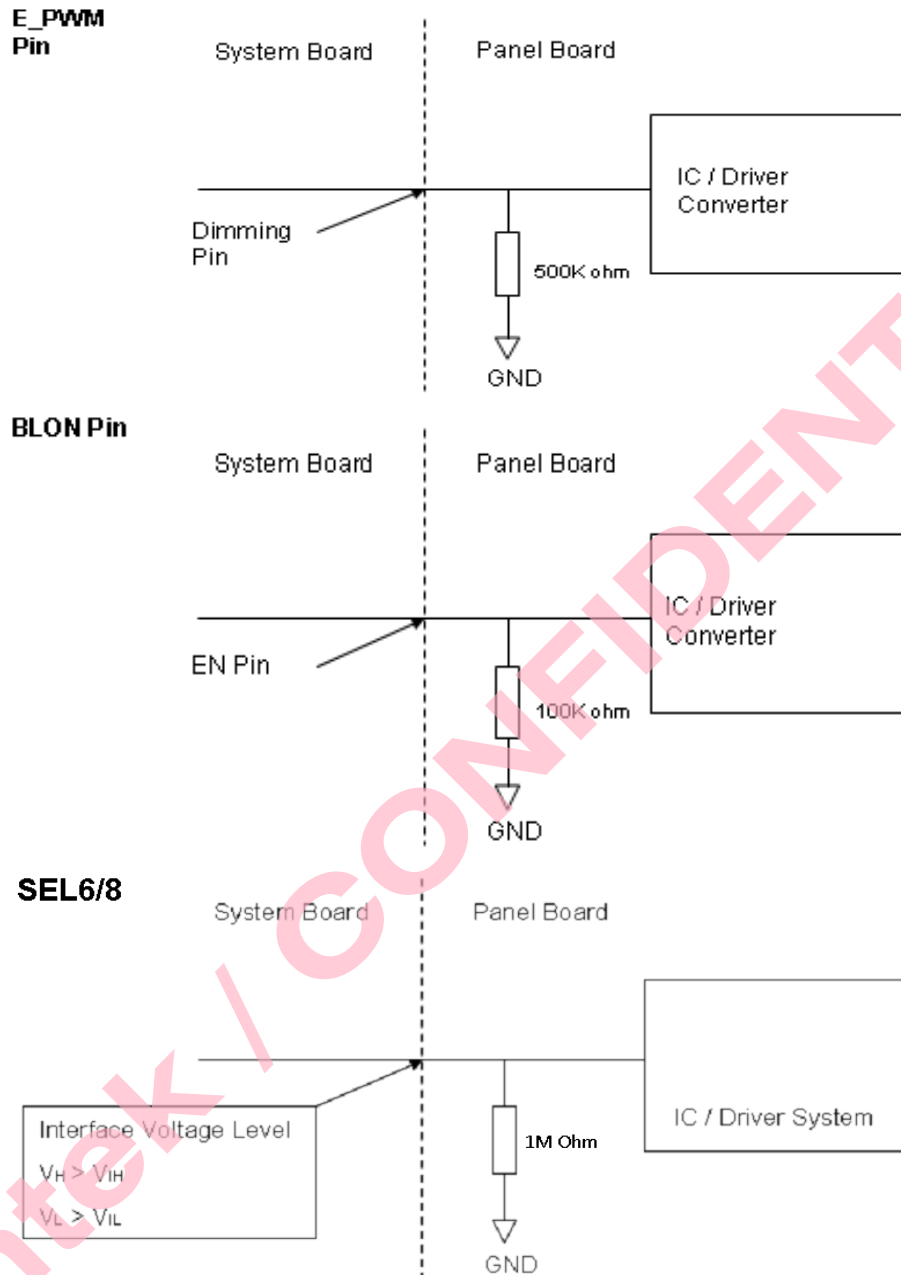 E_PWM
Pin
System Board
Panel Board
IC / Driver
Converter
Dimming
Pin
500K ohm
GND
BLON Pin
System Board
Panel Board
IC / Driver
Converter
EN Pin
100K ohm
GND
SEL6/8
System Board
Panel Board
Interface Voltage Level
VH > VIH
VL > VIL
1M Ohm
IC / Driver System
GND
ntek / CONFIDENT